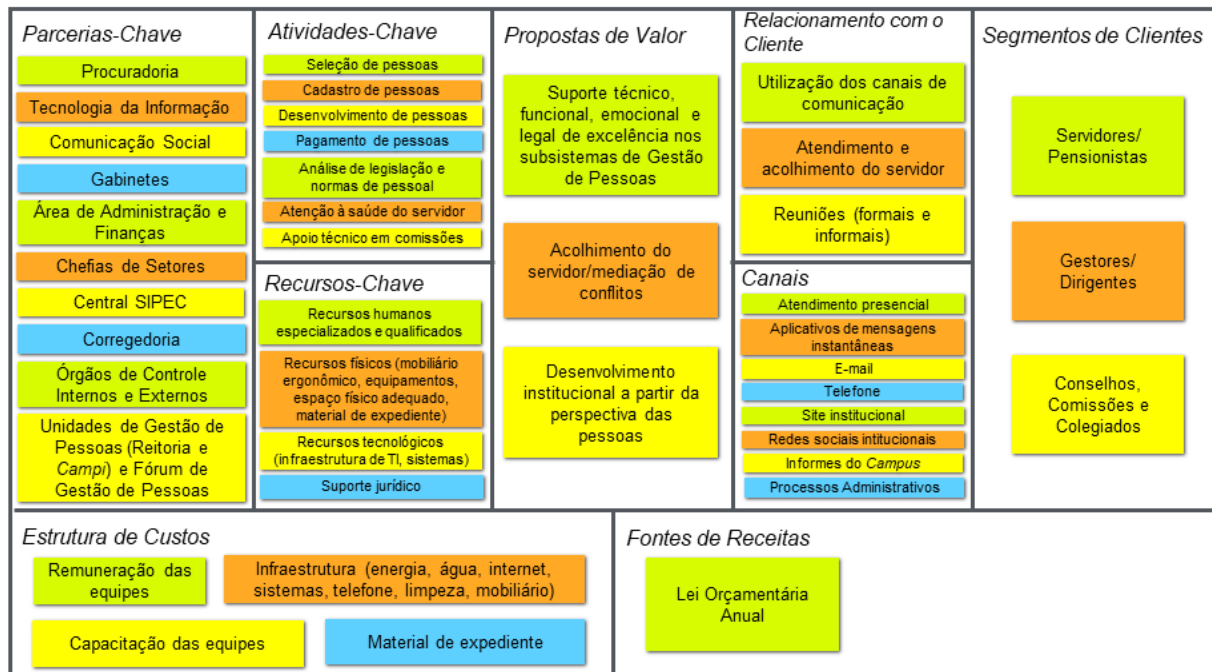 Parcerias-Chave
Procuradoria
Tecnologia da Informação
Comunicação Social
Gabinetes
Área de Administração e
Finanças
Chefias de Setores
Central SIPEC
Corregedoria
Órgãos de Controle
Internos e Externos
Unidades de Gestão de
Pessoas (Reitoria e
Campi) e Fórum de
Gestão de Pessoas
Atividades-Chave
Seleção de pessoas
Cadastro de pessoas
Desenvolvimento de pessoas
Pagamento de pessoas
Análise de legislação e
normas de pessoal
Atenção à saúde do servidor
Apoio técnico em comissões
Recursos-Chave
Recursos humanos
especializados e qualificados
Recursos físicos (mobiliário
ergonômico, equipamentos,
espaço físico adequado,
material de expediente)
Recursos tecnológicos
(infraestrutura de TI, sistemas)
Suporte jurídico
Propostas de Valor
Suporte técnico,
funcional, emocional e
legal de excelência nos
subsistemas de Gestão
de Pessoas
Acolhimento do
servidor/mediação de
conflitos
Desenvolvimento
institucional a partir da
perspectiva das
pessoas
Relacionamento com o
Cliente
Utilização dos canais de
comunicação
Atendimento e
acolhimento do servidor
Reuniões (formais e
informais)
Canais
Atendimento presencial
Aplicativos de mensagens
instantâneas
E-mail
Telefone
Site institucional
Redes sociais intitucionais
Informes do Campus
Processos Administrativos
Segmentos de Clientes
Servidores/
Pensionistas
Gestores/
Dirigentes
Conselhos,
Comissões e
Colegiados
Estrutura de Custos
Remuneração das
equipes
Infraestrutura (energia, água, internet,
sistemas, telefone, limpeza, mobiliário)
Capacitação das equipes
Material de expediente
Fontes de Receitas
Lei Orçamentária
Anual